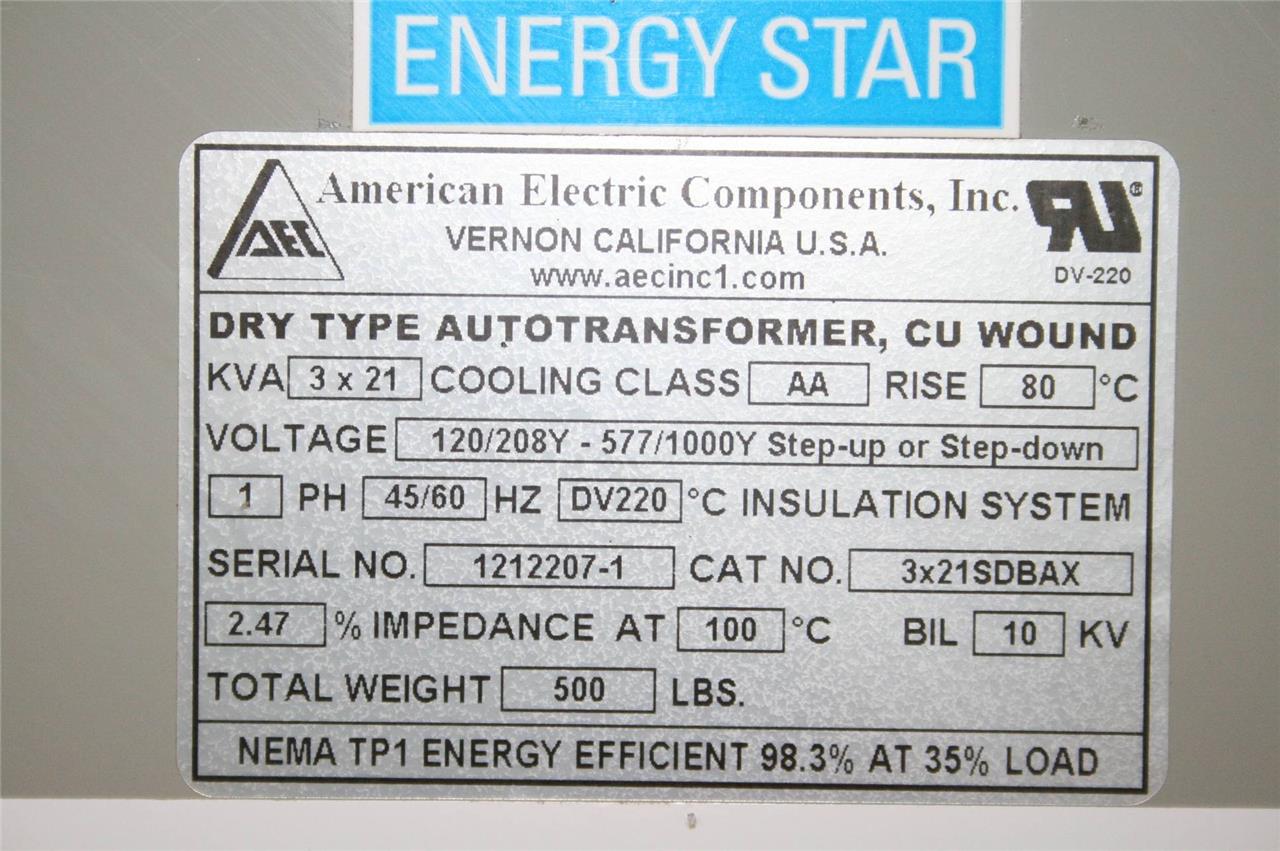 ENERGY STAR
AEC
American Electric Components, Inc.
VERNON CALIFORNIA U.S.A.
www.aecinc1.com
RU®
DV-220
DRY TYPE AUTOTRANSFORMER, CU WOUND
KVA 3 x 21 COOLING CLASS AA RISE 80 °C
VOLTAGE 120/208Y - 577/1000Y Step-up or Step-down
1 PH 45/60 HZ DV220 °C INSULATION SYSTEM
SERIAL NO. 1212207-1 CAT NO. 3x21SDBAX
2.47 % IMPEDANCE AT 100 °C BIL 10 KV
TOTAL WEIGHT 500 LBS.
NEMA TP1 ENERGY EFFICIENT 98.3% AT 35% LOAD